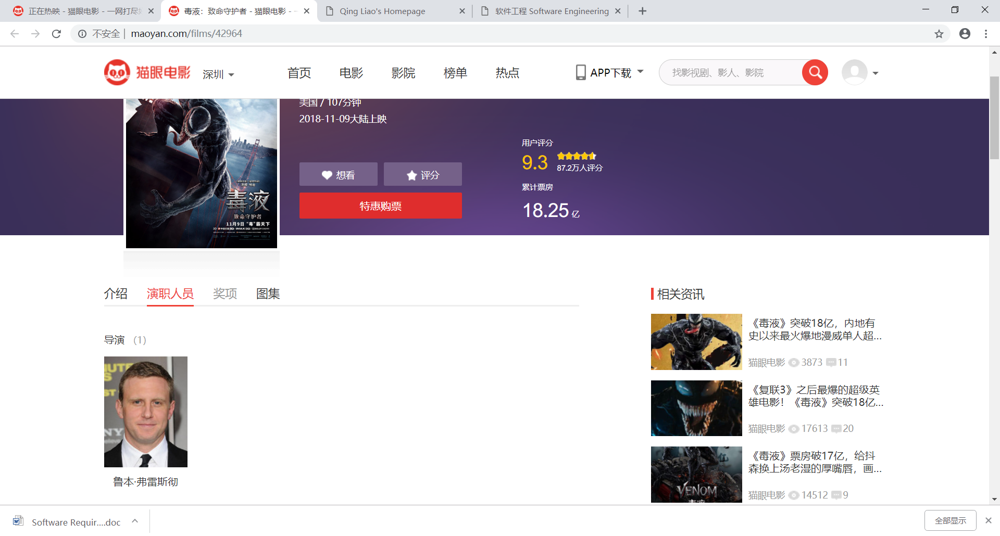 正在热映 - 猫眼电影 - 一网打尽
毒液：致命守护者 - 猫眼电影 -
Qing Liao's Homepage
软件工程 Software Engineering
不安全 | maoyan.com/films/42964
猫眼电影
深圳
首页
电影
影院
榜单
热点
APP下载
找影视剧、影人、影院
美国 / 107分钟
2018-11-09大陆上映
用户评分
9.3
87.2万人评分
想看
评分
累计票房
特惠购票
18.25亿
毒液
致命守护者
11月9日 “毒”霸天下
介绍
演职人员
奖项
图集
导演 （1）
鲁本·弗雷斯彻
相关资讯
《毒液》突破18亿，内地有
史以来最火爆地漫威单人超...
猫眼电影 3873 11
《复联3》之后最爆的超级英
雄电影！《毒液》突破18亿...
猫眼电影 17613 20
《毒液》票房破17亿，给抖
森换上汤老湿的厚嘴唇，画...
猫眼电影 14512 9
VENOM
Software Requir....doc
全部显示